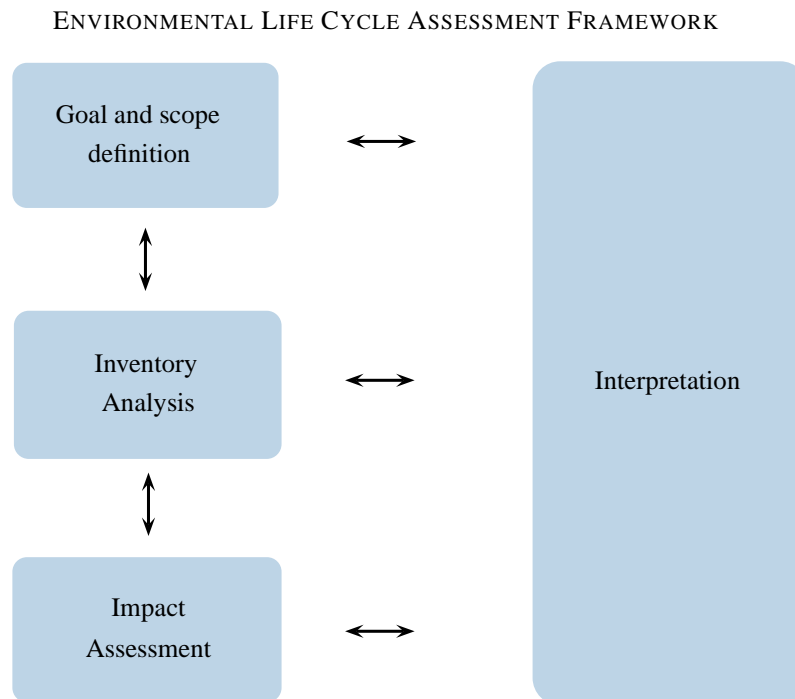 ENVIRONMENTAL LIFE CYCLE ASSESSMENT FRAMEWORK
Goal and scope
definition
Inventory
Analysis
Interpretation
Impact
Assessment